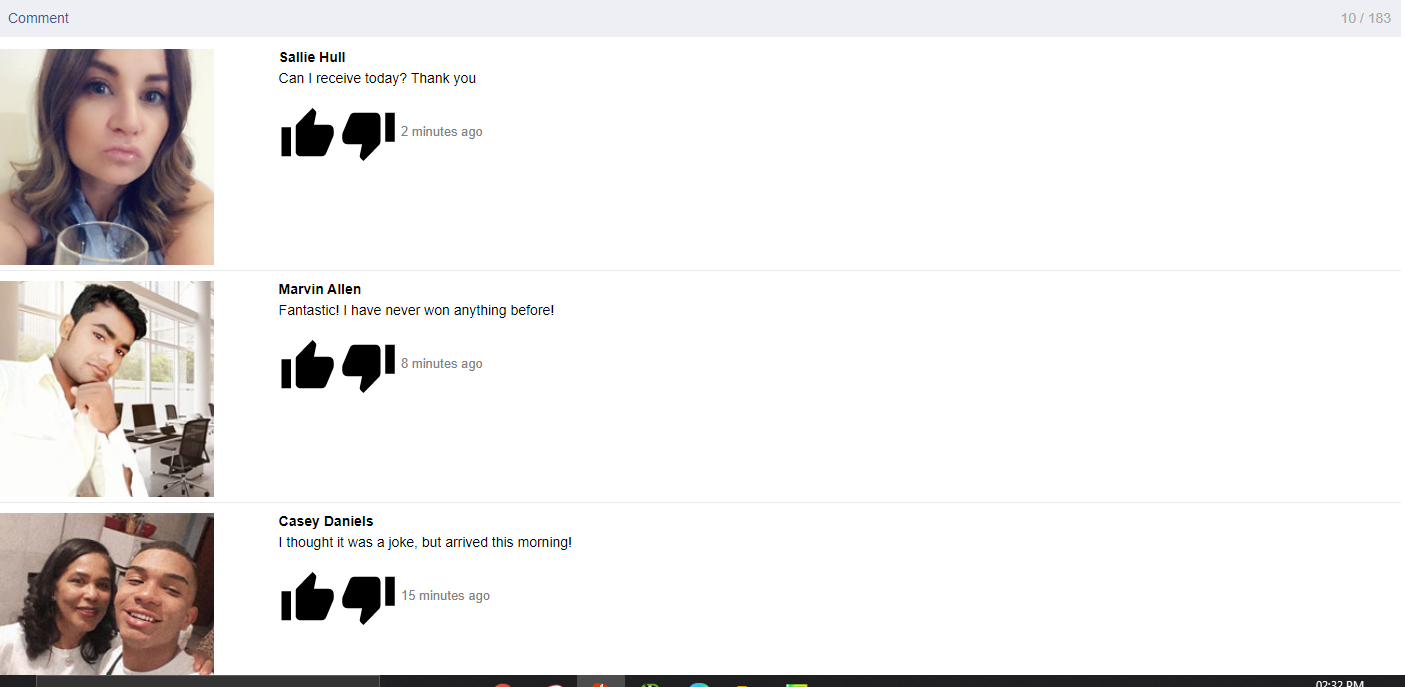 Comment
10 / 183
Sallie Hull
Can I receive today? Thank you
2 minutes ago
Marvin Allen
Fantastic! I have never won anything before!
8 minutes ago
Casey Daniels
I thought it was a joke, but arrived this morning!
15 minutes ago
02:32 PM